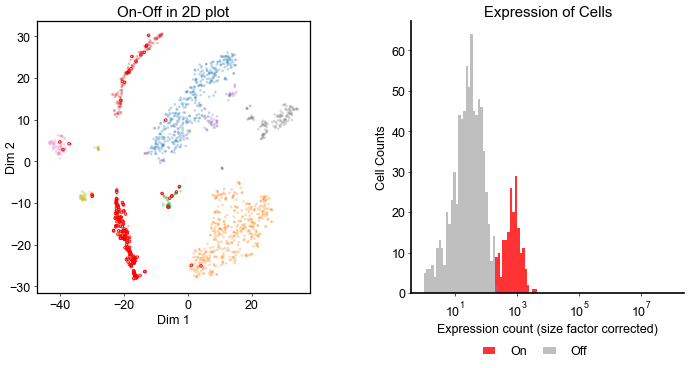 On-Off in 2D plot
Dim 2
30
20
10
0
−10
−20
−30
−40
−20
0
20
Dim 1
Expression of Cells
Cell Counts
60
50
40
30
20
10
0
10^1
10^3
10^5
10^7
Expression count (size factor corrected)
On
Off